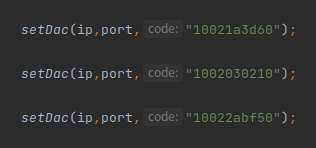 setDac(ip,port, code: "10021a3d60");
setDac(ip,port, code: "1002030210");
setDac(ip,port, code: "10022abf50");